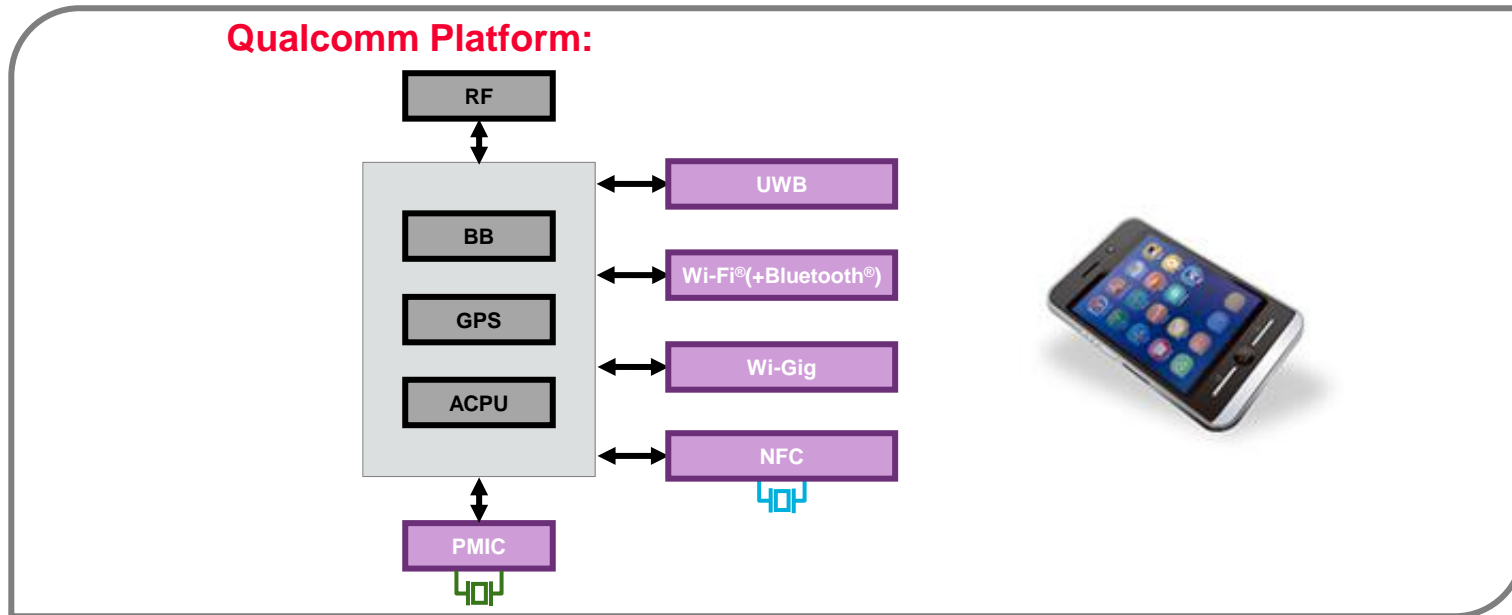 Qualcomm Platform:
RF
UWB
BB
Wi-Fi®(+Bluetooth®)
GPS
Wi-Gig
ACPU
NFC
PMIC